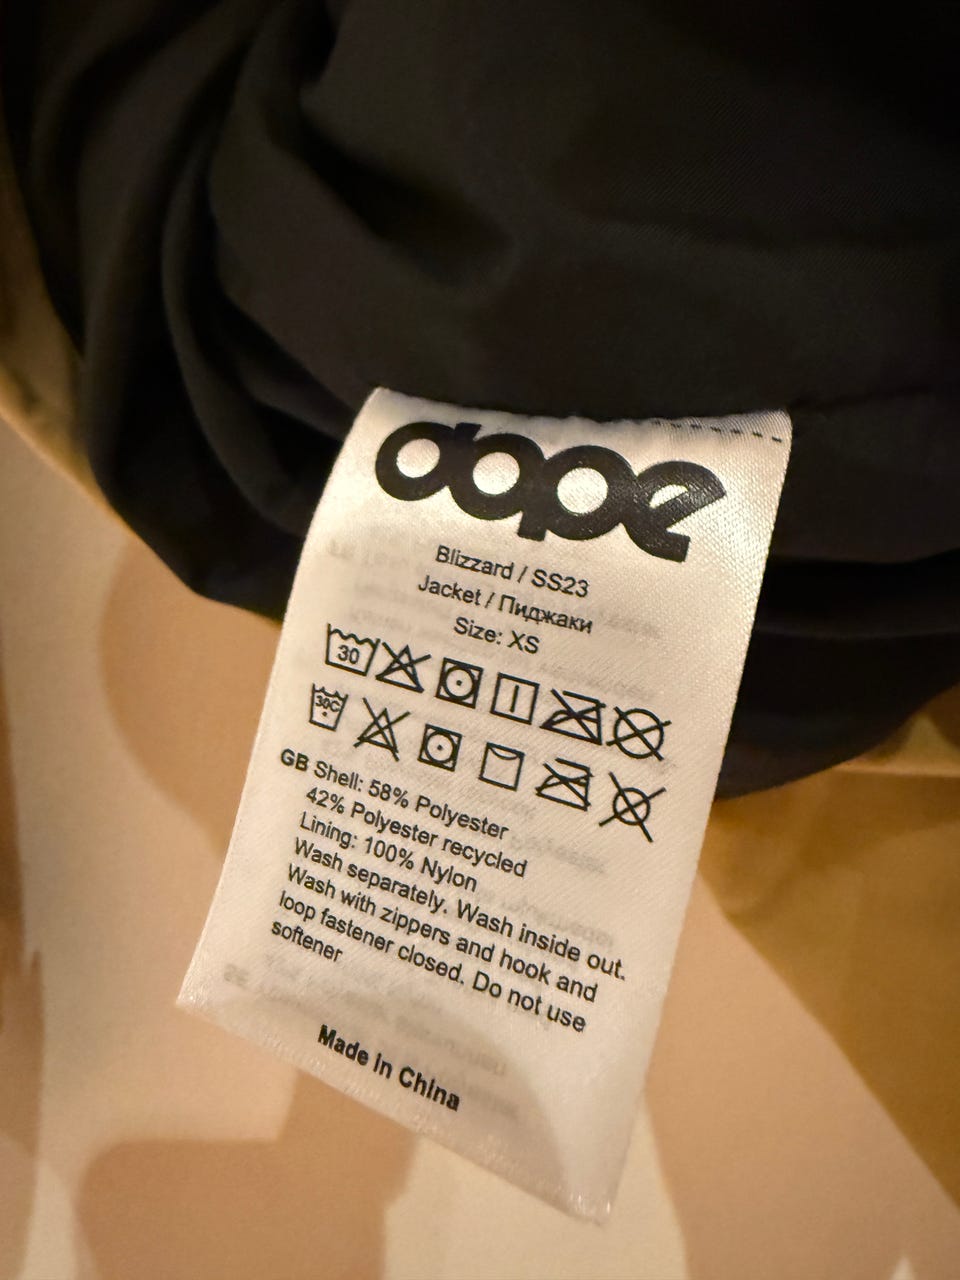 dope
Blizzard / SS23
Jacket / Пиджаки
Size: XS
30
30C
GB Shell: 58% Polyester
42% Polyester recycled
Lining: 100% Nylon
Wash separately. Wash inside out.
Wash with zippers and hook and
loop fastener closed. Do not use
softener
Made in China